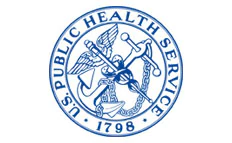 U.S. PUBLIC HEALTH SERVICE
• 1798 •